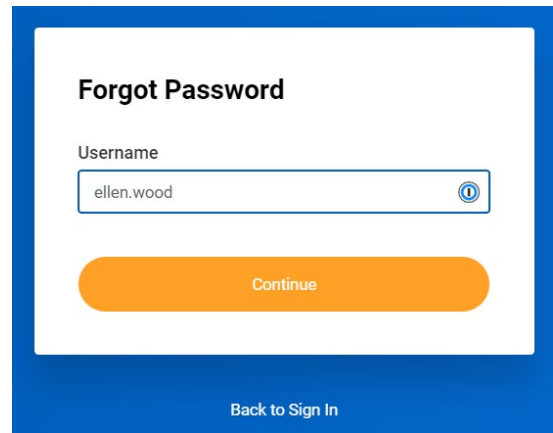 Forgot Password
Username
ellen.wood
Continue
Back to Sign In